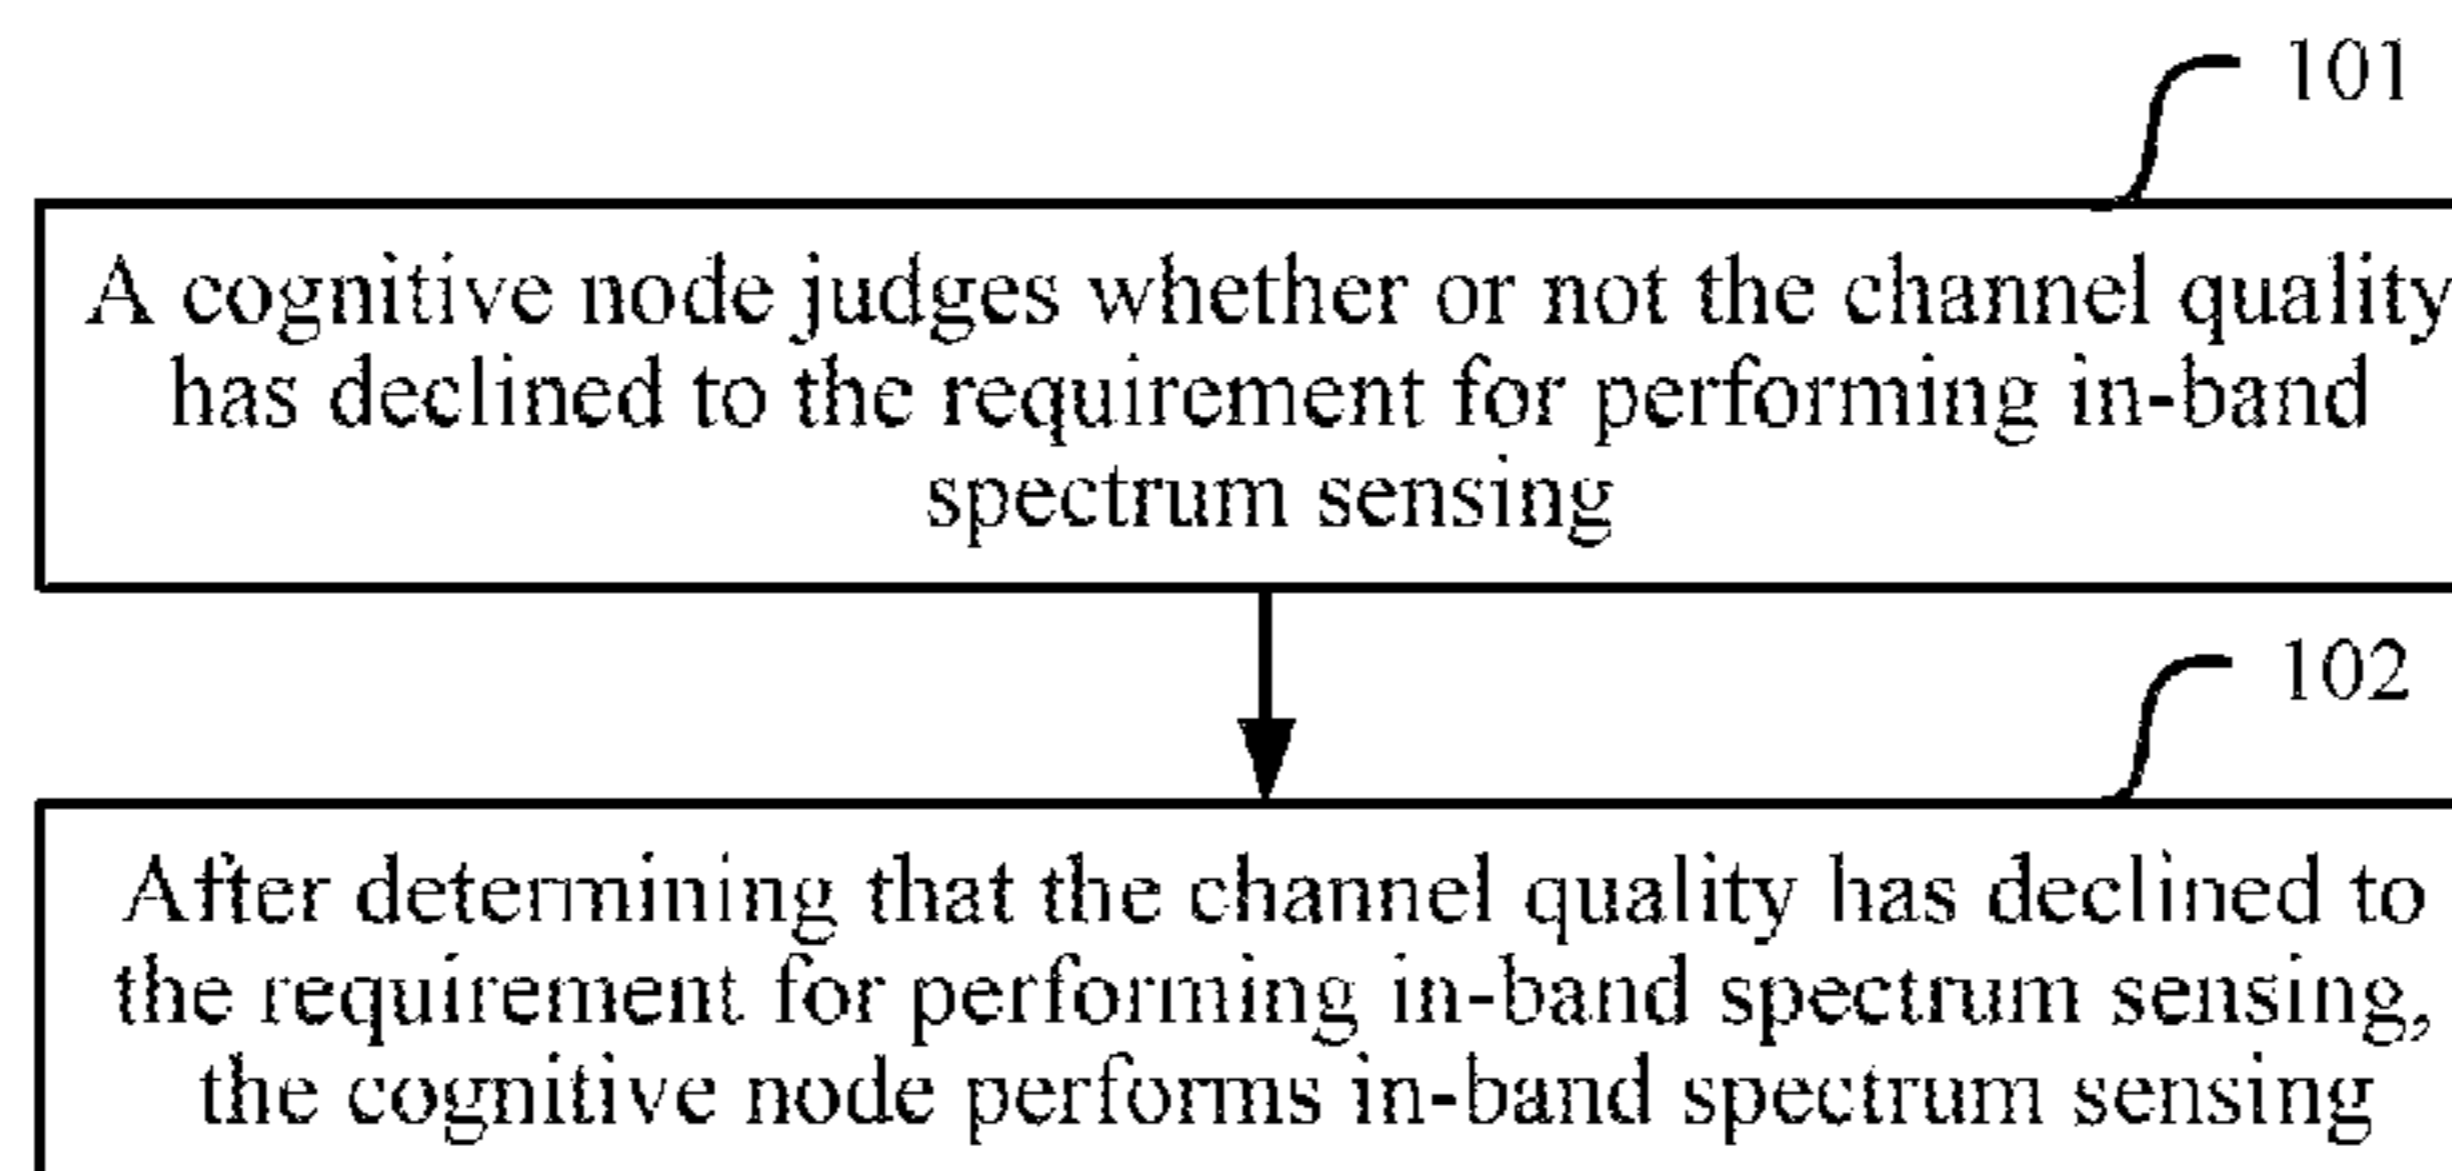 101
A cognitive node judges whether or not the channel quality
has declined to the requirement for performing in-band
spectrum sensing
102
After determining that the channel quality has declined to
the requirement for performing in-band spectrum sensing,
the cognitive node performs in-band spectrum sensing